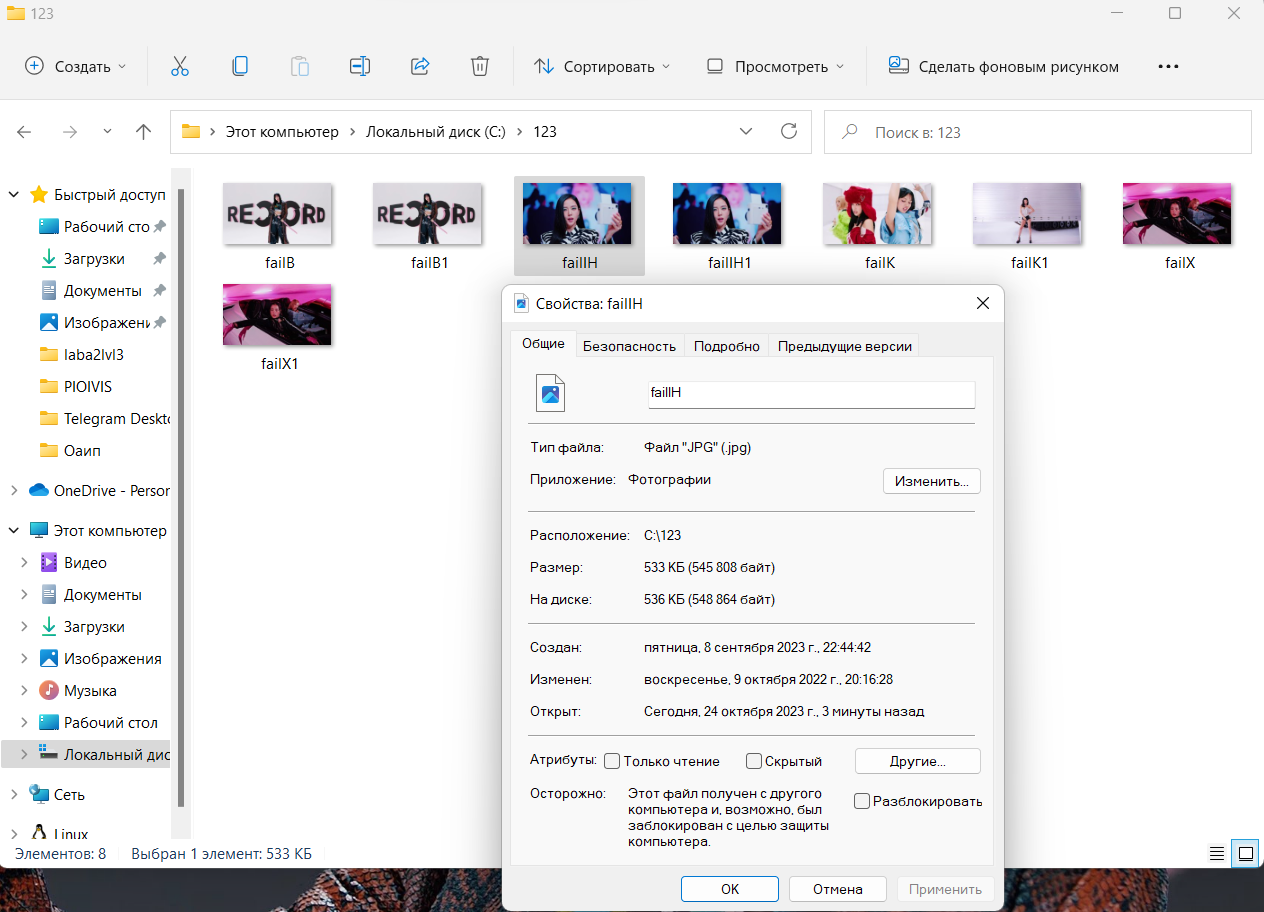 123
Создать
Сортировать
Просмотреть
Сделать фоновым рисунком
Этот компьютер
Локальный диск (C:)
123
Поиск в: 123
Быстрый доступ
Рабочий сто
Загрузки
Документы
Изображени
laba2lvl3
PIOIVIS
Telegram Deskto
Оаип
OneDrive - Person
Этот компьютер
Видео
Документы
Загрузки
Изображения
Музыка
Рабочий стол
Локальный дис
Сеть
Linux
RECORD
RECORD
failB
failB1
failIH
failIH1
failK
failK1
failX
failX1
Свойства: failIH
Общие
Безопасность
Подробно
Предыдущие версии
failIH
Тип файла: Файл "JPG" (.jpg)
Приложение: Фотографии
Изменить...
Расположение: C:\123
Размер: 533 КБ (545 808 байт)
На диске: 536 КБ (548 864 байт)
Создан: пятница, 8 сентября 2023 г., 22:44:42
Изменен: воскресенье, 9 октября 2022 г., 20:16:28
Открыт: Сегодня, 24 октября 2023 г., 3 минуты назад
Атрибуты: Только чтение Скрытый Другие...
Осторожно: Этот файл получен с другого
компьютера и, возможно, был
заблокирован с целью защиты
компьютера.
Разблокировать
OK Отмена Применить
Элементов: 8 Выбран 1 элемент: 533 КБ